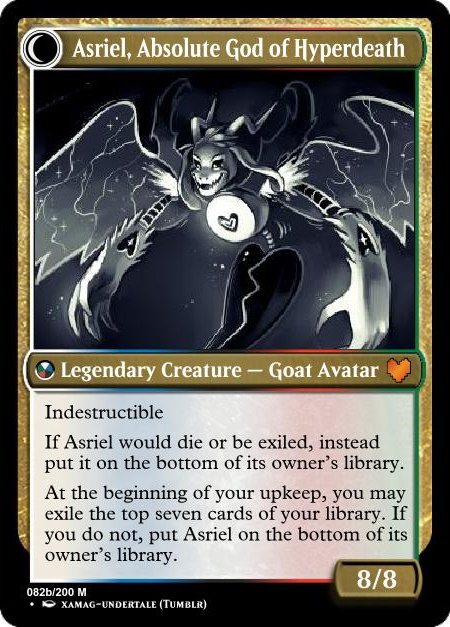 Asriel, Absolute God of Hyperdeath
Legendary Creature — Goat Avatar
Indestructible
If Asriel would die or be exiled, instead
put it on the bottom of its owner's library.
At the beginning of your upkeep, you may
exile the top seven cards of your library. If
you do not, put Asriel on the bottom of its
owner's library.
8/8
082b/200 M
• XAMAG-UNDERTALE (TUMBLR)